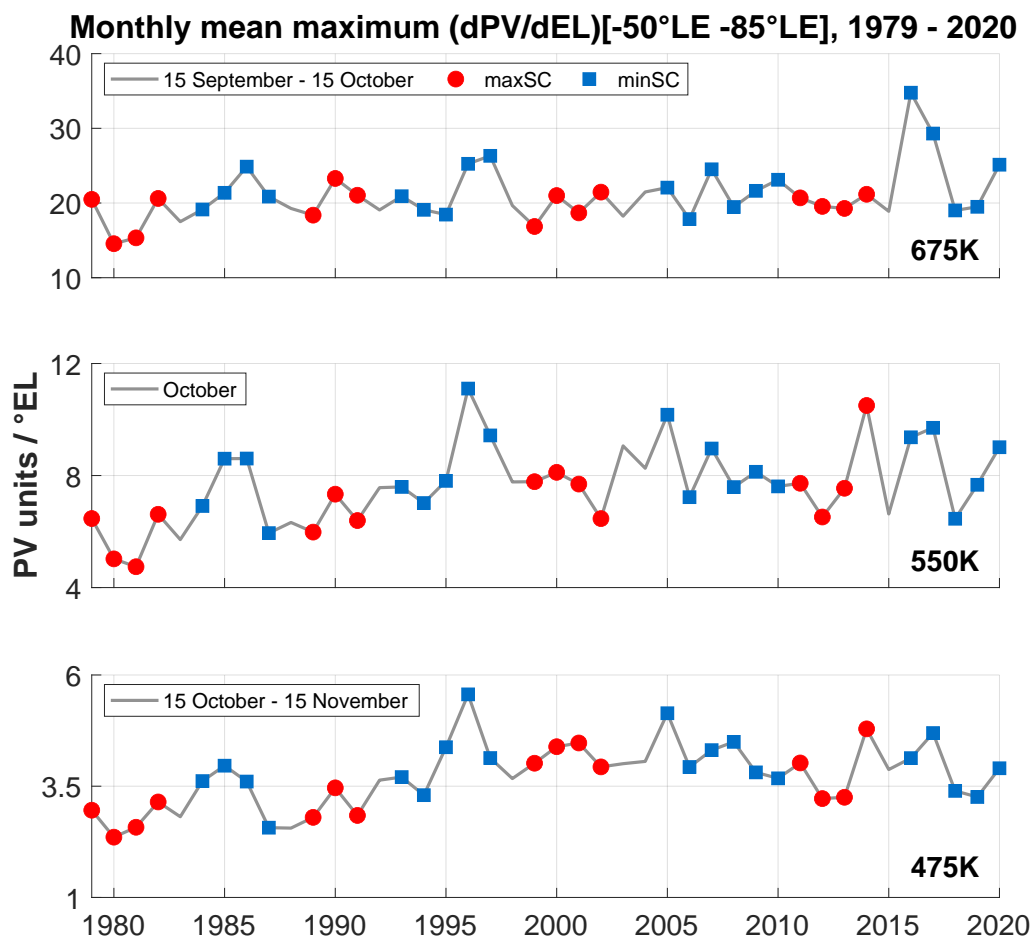 Monthly mean maximum (dPV/dEL)[-50°LE -85°LE], 1979 - 2020
40
15 September - 15 October maxSC minSC
30
20
10
675K
PV units / °EL
12
October
8
4
550K
6
15 October - 15 November
3.5
1
475K
1980 1985 1990 1995 2000 2005 2010 2015 2020